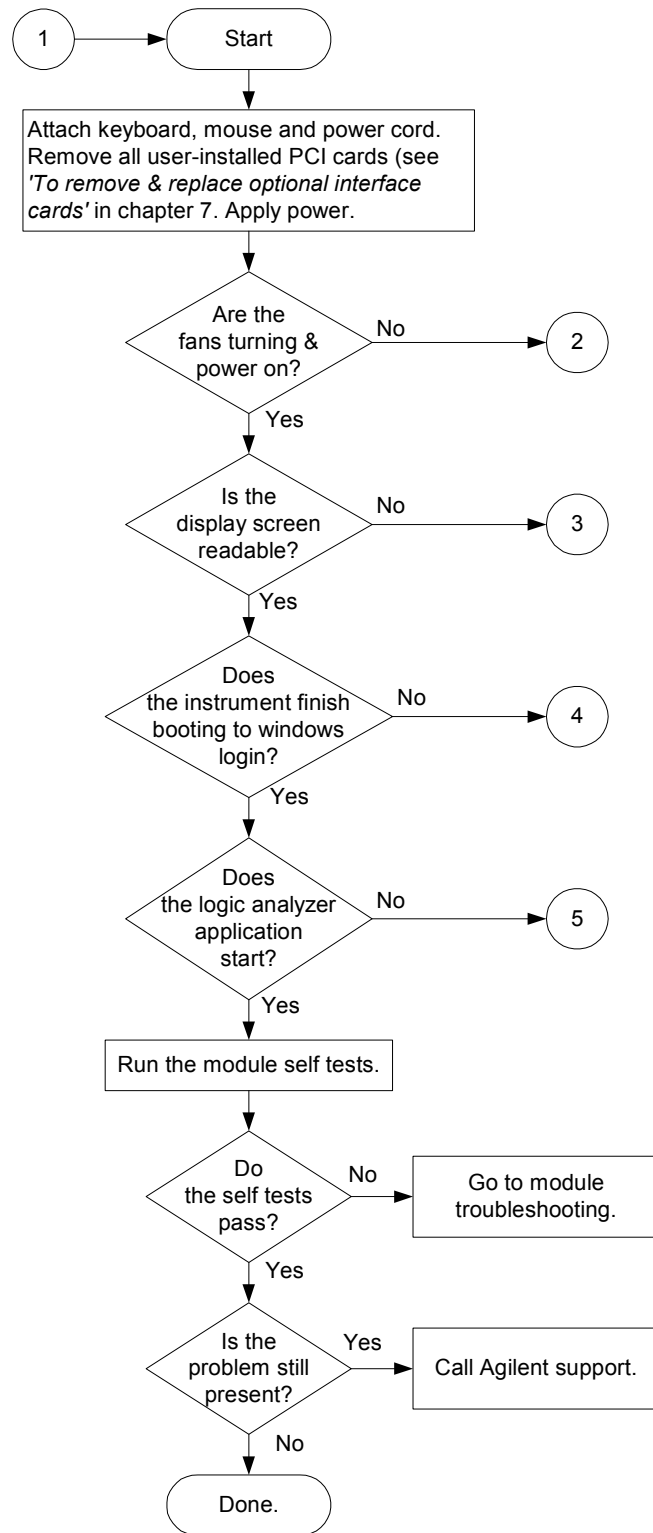 1
Start
Attach keyboard, mouse and power cord.
Remove all user-installed PCI cards (see
'To remove & replace optional interface
cards' in chapter 7. Apply power.
Are the
fans turning &
power on?
No
2
Yes
Is the
display screen
readable?
No
3
Yes
Does
the instrument finish
booting to windows
login?
No
4
Yes
Does
the logic analyzer
application
start?
No
5
Yes
Run the module self tests.
Do
the self tests
pass?
No
Go to module
troubleshooting.
Yes
Is the
problem still
present?
Yes
Call Agilent support.
No
Done.